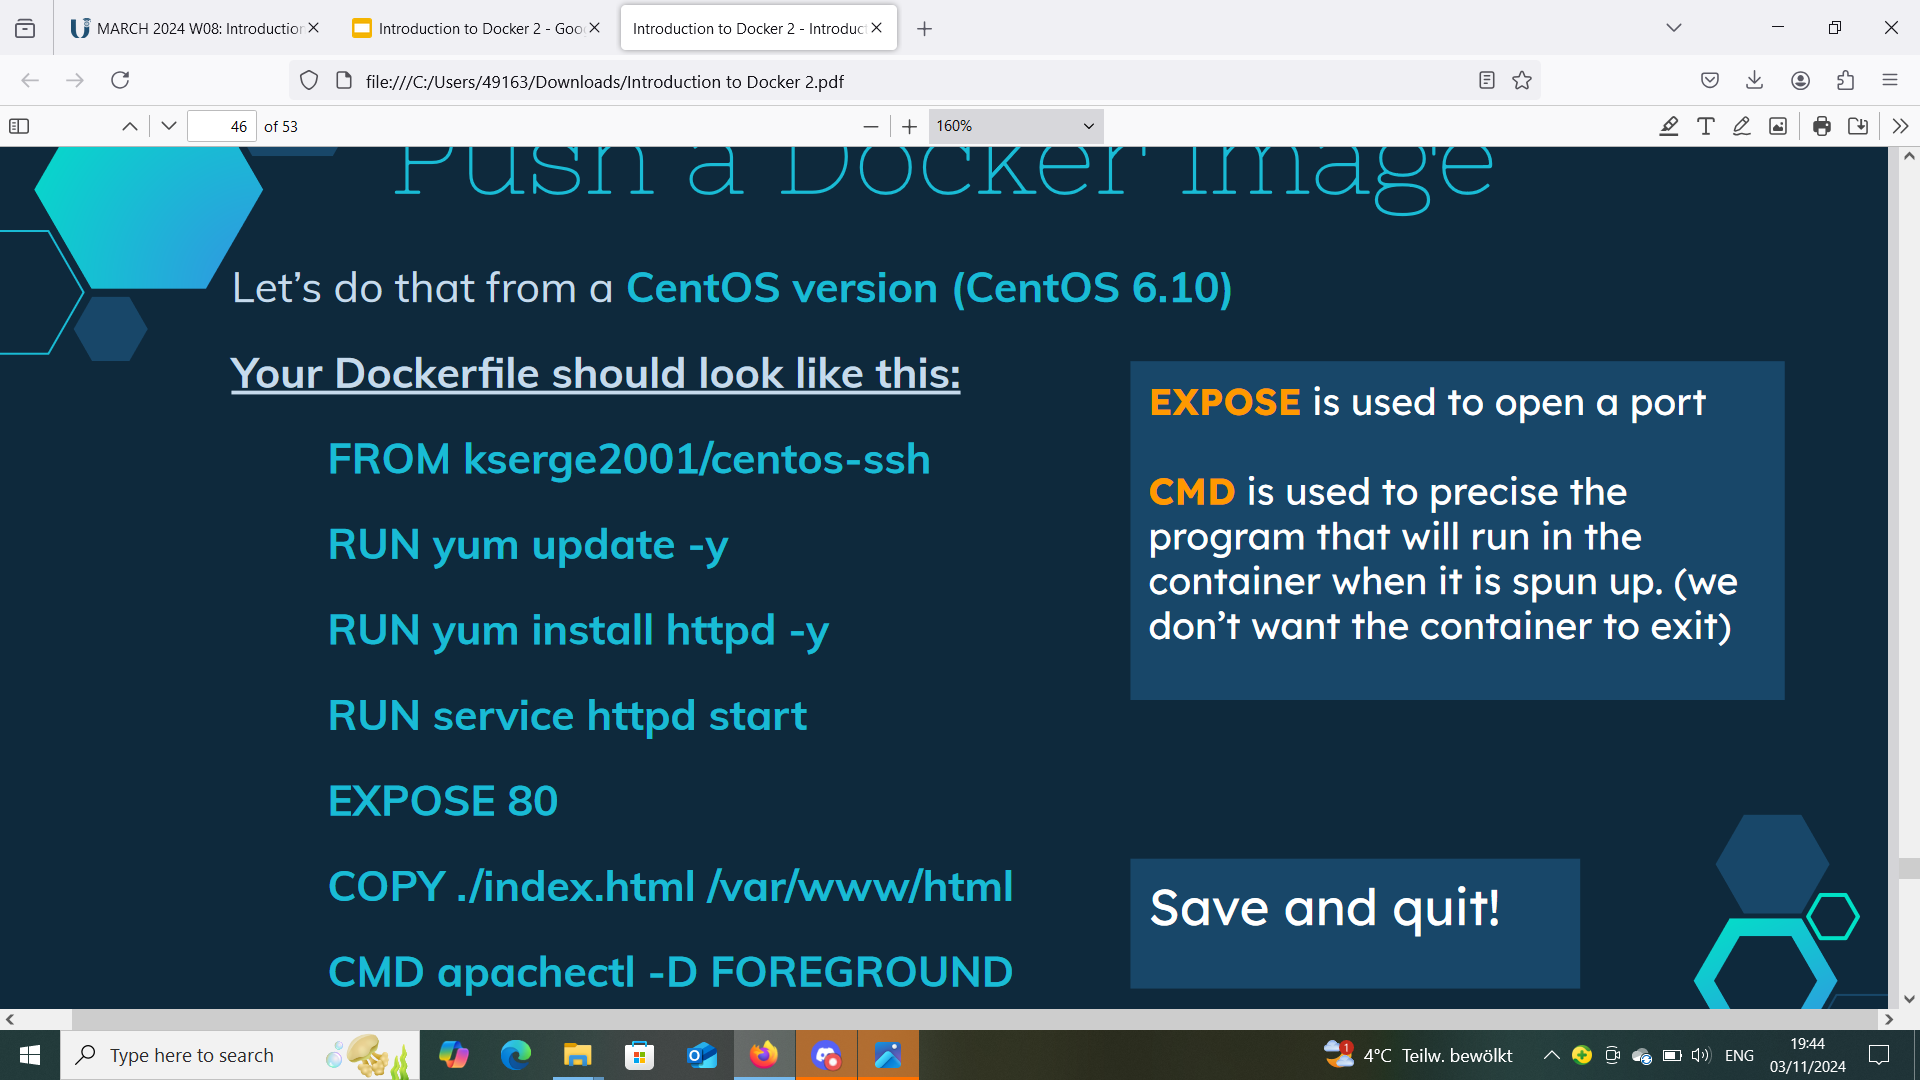 MARCH 2024 W08: Introduction
Introduction to Docker 2 - Goo
Introduction to Docker 2 - Introduc
file:///C:/Users/49163/Downloads/Introduction to Docker 2.pdf
46 of 53
160%
Push a Docker image
Let’s do that from a CentOS version (CentOS 6.10)
Your Dockerfile should look like this:
FROM kserge2001/centos-ssh
RUN yum update -y
RUN yum install httpd -y
RUN service httpd start
EXPOSE 80
COPY ./index.html /var/www/html
CMD apachectl -D FOREGROUND
EXPOSE is used to open a port
CMD is used to precise the
program that will run in the
container when it is spun up. (we
don’t want the container to exit)
Save and quit!
Type here to search
1
4°C Teilw. bewölkt
ENG
19:44
03/11/2024